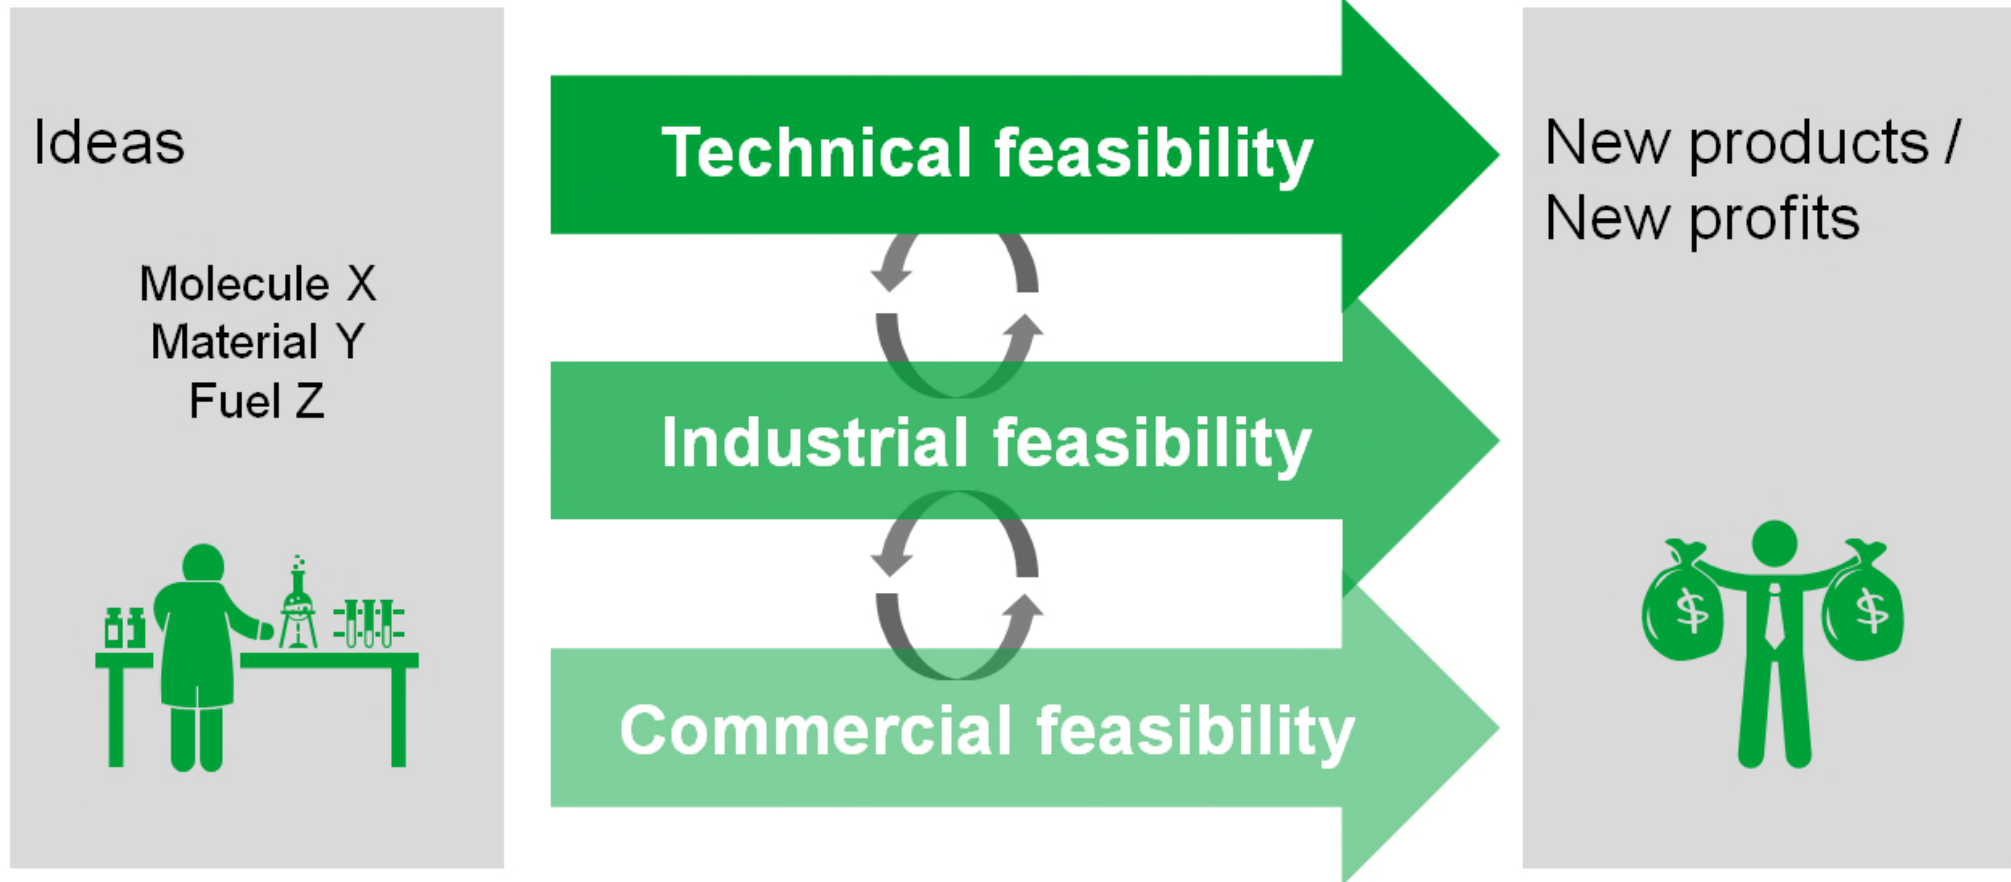 Ideas
Molecule X
Material Y
Fuel Z
Technical feasibility
Industrial feasibility
Commercial feasibility
New products /
New profits
$
$